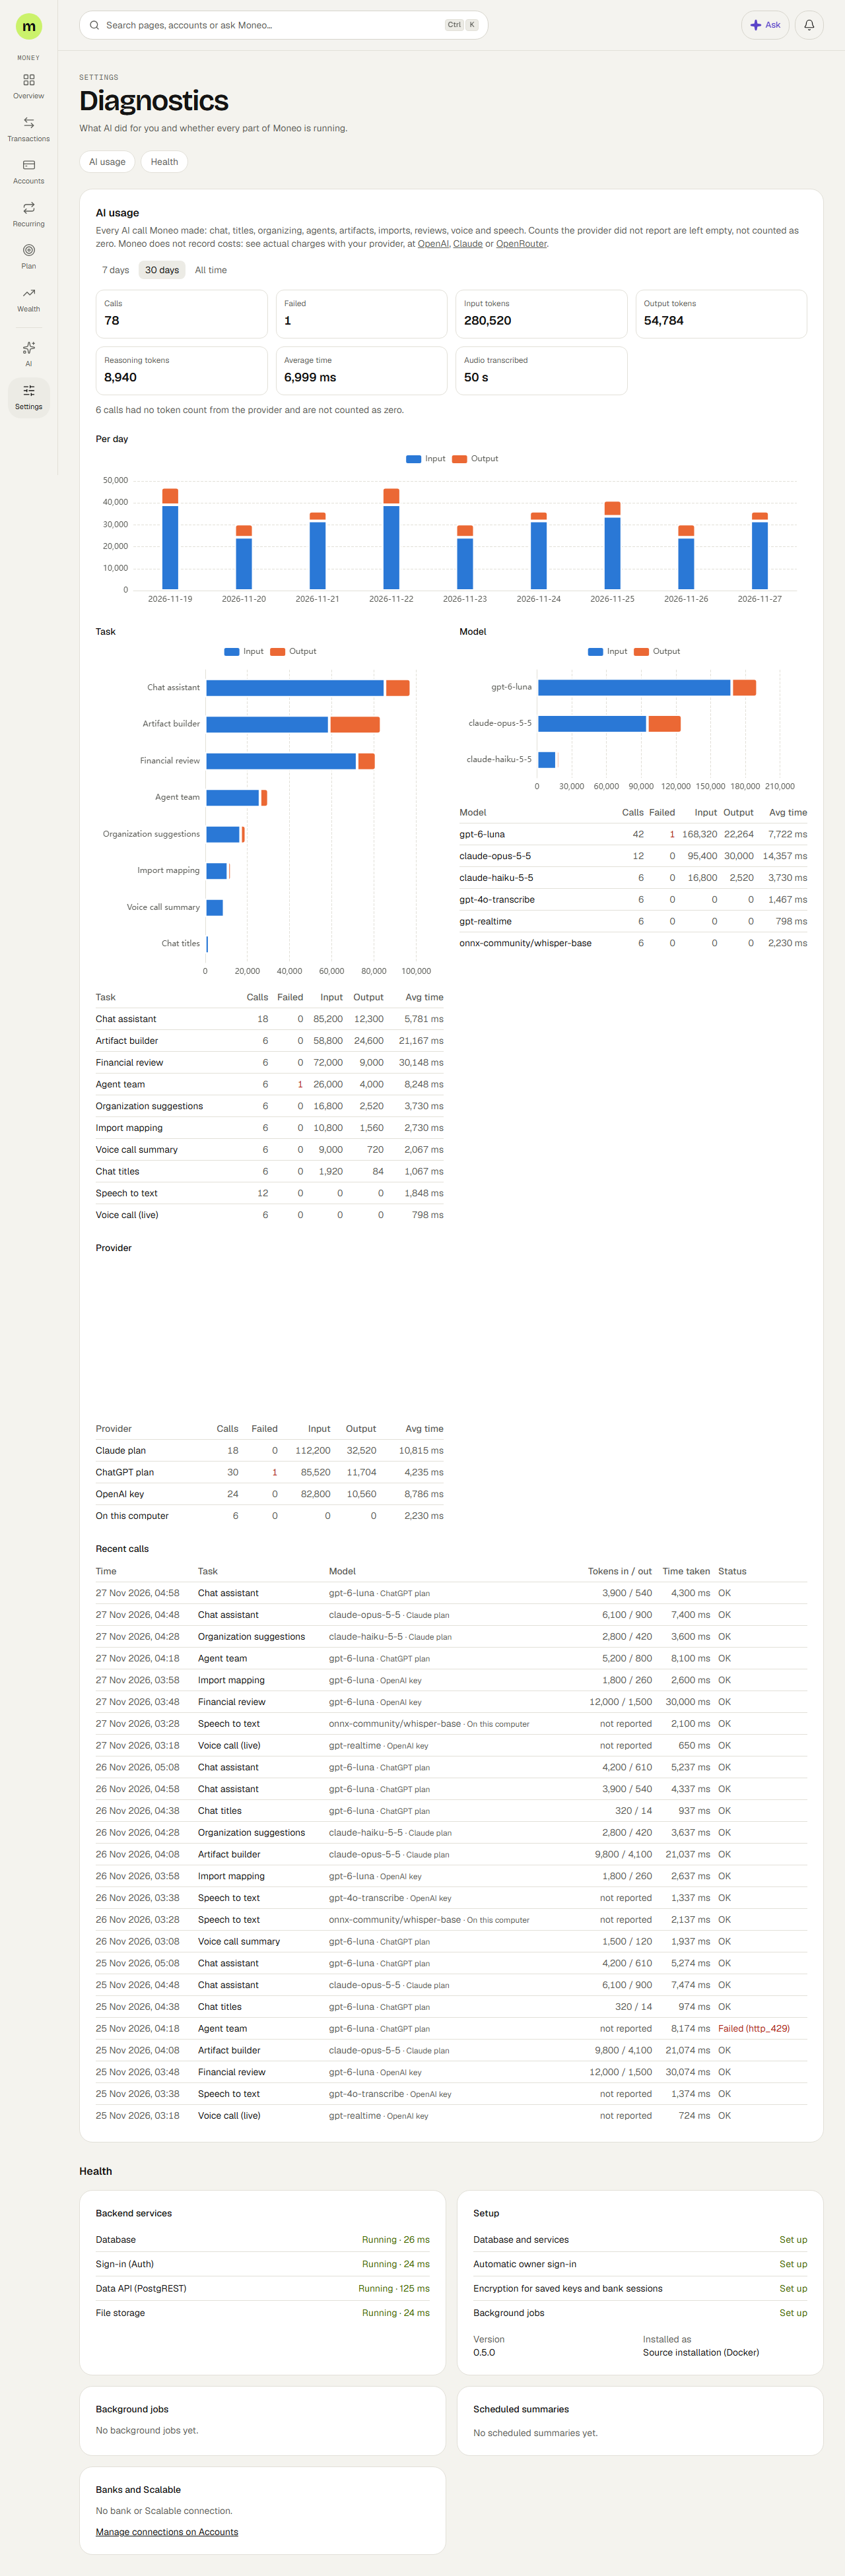 m
Search pages, accounts or ask Moneo...
Ctrl K
Ask
MONEY
Overview
Transactions
Accounts
Recurring
Plan
Wealth
AI
Settings
SETTINGS
Diagnostics
What AI did for you and whether every part of Moneo is running.
AI usage
Health
AI usage
Every AI call Moneo made: chat, titles, organizing, agents, artifacts, imports, reviews, voice and speech. Counts the provider did not report are left empty, not counted as
zero. Moneo does not record costs: see actual charges with your provider, at OpenAI, Claude or OpenRouter.
7 days 30 days All time
Calls
78
Failed
1
Input tokens
280,520
Output tokens
54,784
Reasoning tokens
8,940
Average time
6,999 ms
Audio transcribed
50 s
6 calls had no token count from the provider and are not counted as zero.
Per day
Input Output
50,000
40,000
30,000
20,000
10,000
0
2026-11-19 2026-11-20 2026-11-21 2026-11-22 2026-11-23 2026-11-24 2026-11-25 2026-11-26 2026-11-27
Task
Input Output
Chat assistant
Artifact builder
Financial review
Agent team
Organization suggestions
Import mapping
Voice call summary
Chat titles
0 20,000 40,000 60,000 80,000 100,000
Task Calls Failed Input Output Avg time
Chat assistant 18 0 85,200 12,300 5,781 ms
Artifact builder 6 0 58,800 24,600 21,167 ms
Financial review 6 0 72,000 9,000 30,148 ms
Agent team 6 1 26,000 4,000 8,248 ms
Organization suggestions 6 0 16,800 2,520 3,730 ms
Import mapping 6 0 10,800 1,560 2,730 ms
Voice call summary 6 0 9,000 720 2,067 ms
Chat titles 6 0 1,920 84 1,067 ms
Speech to text 12 0 0 0 1,848 ms
Voice call (live) 6 0 0 0 798 ms
Model
Input Output
gpt-6-luna
claude-opus-5-5
claude-haiku-5-5
0 30,000 60,000 90,000 120,000 150,000 180,000 210,000
Model Calls Failed Input Output Avg time
gpt-6-luna 42 1 168,320 22,264 7,722 ms
claude-opus-5-5 12 0 95,400 30,000 14,357 ms
claude-haiku-5-5 6 0 16,800 2,520 3,730 ms
gpt-4o-transcribe 6 0 0 0 1,467 ms
gpt-realtime 6 0 0 0 798 ms
onnx-community/whisper-base 6 0 0 0 2,230 ms
Provider
Provider Calls Failed Input Output Avg time
Claude plan 18 0 112,200 32,520 10,815 ms
ChatGPT plan 30 1 85,520 11,704 4,235 ms
OpenAI key 24 0 82,800 10,560 8,786 ms
On this computer 6 0 0 0 2,230 ms
Recent calls
Time Task Model Tokens in / out Time taken Status
27 Nov 2026, 04:58 Chat assistant gpt-6-luna · ChatGPT plan 3,900 / 540 4,300 ms OK
27 Nov 2026, 04:48 Chat assistant claude-opus-5-5 · Claude plan 6,100 / 900 7,400 ms OK
27 Nov 2026, 04:28 Organization suggestions claude-haiku-5-5 · Claude plan 2,800 / 420 3,600 ms OK
27 Nov 2026, 04:18 Agent team gpt-6-luna · ChatGPT plan 5,200 / 800 8,100 ms OK
27 Nov 2026, 03:58 Import mapping gpt-6-luna · OpenAI key 1,800 / 260 2,600 ms OK
27 Nov 2026, 03:48 Financial review gpt-6-luna · OpenAI key 12,000 / 1,500 30,000 ms OK
27 Nov 2026, 03:28 Speech to text onnx-community/whisper-base · On this computer not reported 2,100 ms OK
27 Nov 2026, 03:18 Voice call (live) gpt-realtime · OpenAI key not reported 650 ms OK
26 Nov 2026, 05:08 Chat assistant gpt-6-luna · ChatGPT plan 4,200 / 610 5,237 ms OK
26 Nov 2026, 04:58 Chat assistant gpt-6-luna · ChatGPT plan 3,900 / 540 4,337 ms OK
26 Nov 2026, 04:38 Chat titles gpt-6-luna · ChatGPT plan 320 / 14 937 ms OK
26 Nov 2026, 04:28 Organization suggestions claude-haiku-5-5 · Claude plan 2,800 / 420 3,637 ms OK
26 Nov 2026, 04:08 Artifact builder claude-opus-5-5 · Claude plan 9,800 / 4,100 21,037 ms OK
26 Nov 2026, 03:58 Import mapping gpt-6-luna · OpenAI key 1,800 / 260 2,637 ms OK
26 Nov 2026, 03:38 Speech to text gpt-4o-transcribe · OpenAI key not reported 1,337 ms OK
26 Nov 2026, 03:28 Speech to text onnx-community/whisper-base · On this computer not reported 2,137 ms OK
26 Nov 2026, 03:08 Voice call summary gpt-6-luna · ChatGPT plan 1,500 / 120 1,937 ms OK
25 Nov 2026, 05:08 Chat assistant gpt-6-luna · ChatGPT plan 4,200 / 610 5,274 ms OK
25 Nov 2026, 04:48 Chat assistant claude-opus-5-5 · Claude plan 6,100 / 900 7,474 ms OK
25 Nov 2026, 04:38 Chat titles gpt-6-luna · ChatGPT plan 320 / 14 974 ms OK
25 Nov 2026, 04:18 Agent team gpt-6-luna · ChatGPT plan not reported 8,174 ms Failed (http_429)
25 Nov 2026, 04:08 Artifact builder claude-opus-5-5 · Claude plan 9,800 / 4,100 21,074 ms OK
25 Nov 2026, 03:48 Financial review gpt-6-luna · OpenAI key 12,000 / 1,500 30,074 ms OK
25 Nov 2026, 03:38 Speech to text gpt-4o-transcribe · OpenAI key not reported 1,374 ms OK
25 Nov 2026, 03:18 Voice call (live) gpt-realtime · OpenAI key not reported 724 ms OK
Health
Backend services
Database Running · 26 ms
Sign-in (Auth) Running · 24 ms
Data API (PostgREST) Running · 125 ms
File storage Running · 24 ms
Setup
Database and services Set up
Automatic owner sign-in Set up
Encryption for saved keys and bank sessions Set up
Background jobs Set up
Version Installed as
0.5.0 Source installation (Docker)
Background jobs
No background jobs yet.
Scheduled summaries
No scheduled summaries yet.
Banks and Scalable
No bank or Scalable connection.
Manage connections on Accounts